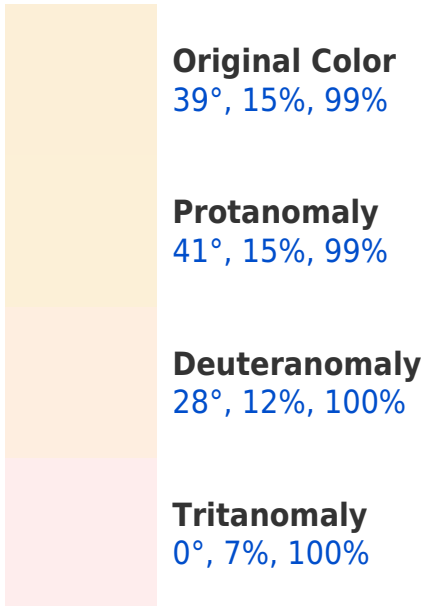 Original Color
39°, 15%, 99%
Protanomaly
41°, 15%, 99%
Deuteranomaly
28°, 12%, 100%
Tritanomaly
0°, 7%, 100%